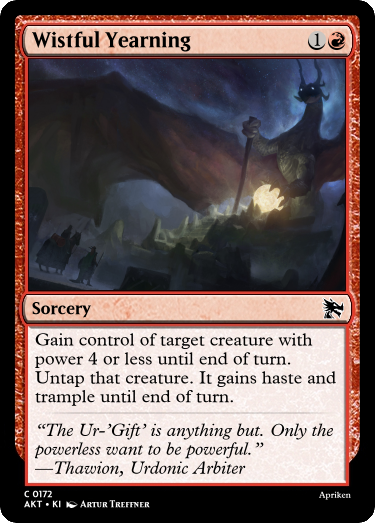 Wistful Yearning 1
Sorcery
Gain control of target creature with
power 4 or less until end of turn.
Untap that creature. It gains haste and
trample until end of turn.
“The Ur-’Gift’ is anything but. Only the
powerless want to be powerful.”
—Thawion, Urdonic Arbiter
C 0172
Apriken
AKT • KI Artur Treffner